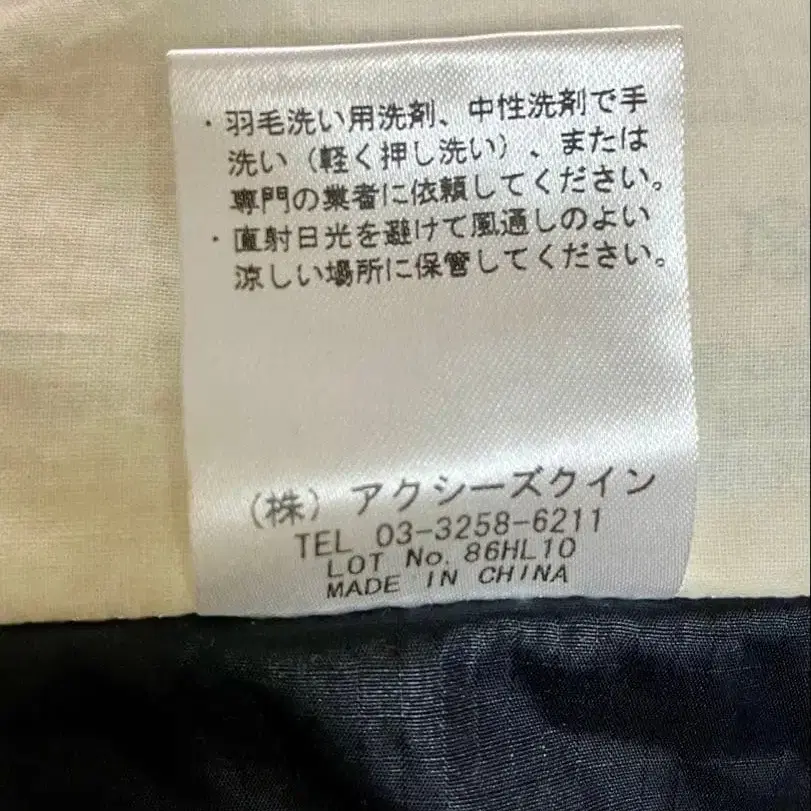 ・羽毛洗い用洗剤、中性洗剤で手
洗い（軽く押し洗い）、または
専門の業者に依頼してください。
・直射日光を避けて風通しのよい
涼しい場所に保管してください。
（株）アクシーズクイン
TEL 03-3258-6211
LOT No. 86HL10
MADE IN CHINA